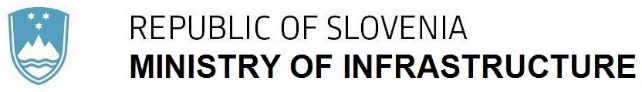 REPUBLIC OF SLOVENIA
MINISTRY OF INFRASTRUCTURE